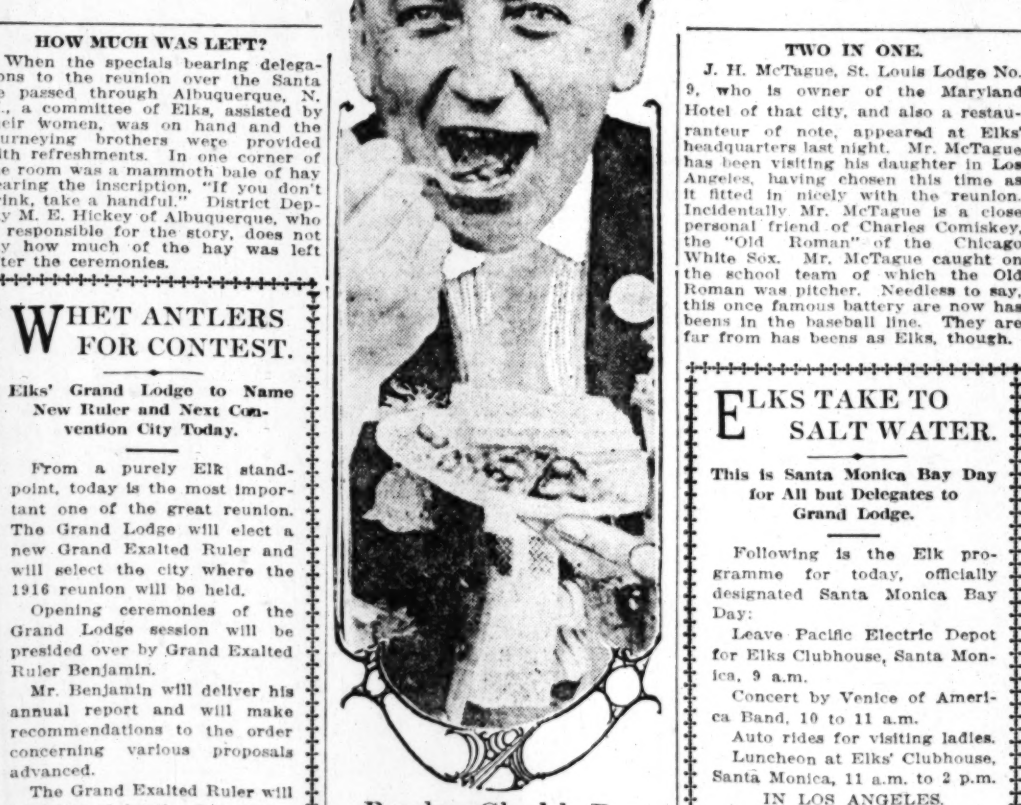 HOW MUCH WAS LEFT?
When the specials bearing delega-
ons to the reunion over the Santa
e passed through Albuquerque, N.
., a committee of Elks, assisted by
eir women, was on hand and the
urneying brothers were provided
ith refreshments. In one corner of
e room was a mammoth bale of hay
earing the inscription, "If you don't
ink, take a handful." District Dep-
y M. E. Hickey of Albuquerque, who
responsible for the story, does not
y how much of the hay was left
ter the ceremonies.
WHET ANTLERS
FOR CONTEST.
Elks' Grand Lodge to Name
New Ruler and Next Con-
vention City Today.
From a purely Elk stand-
point, today is the most impor-
tant one of the great reunion.
The Grand Lodge will elect a
new Grand Exalted Ruler and
will select the city where the
1916 reunion will be held.
Opening ceremonies of the
Grand Lodge session will be
presided over by Grand Exalted
Ruler Benjamin.
Mr. Benjamin will deliver his
annual report and will make
recommendations to the order
concerning various proposals
advanced.
The Grand Exalted Ruler will
TWO IN ONE.
J. H. McTague, St. Louis Lodge No.
9, who is owner of the Maryland
Hotel of that city, and also a restau-
ranteur of note, appeared at Elks'
headquarters last night. Mr. McTague
has been visiting his daughter in Los
Angeles, having chosen this time as
it fitted in nicely with the reunion.
Incidentally Mr. McTague is a close
personal friend of Charles Comiskey,
the "Old Roman" of the Chicago
White Sox. Mr. McTague caught on
the school team of which the Old
Roman was pitcher. Needless to say,
this once famous battery are now has
beens in the baseball line. They are
far from has beens as Elks, though.
ELKS TAKE TO
SALT WATER.
This is Santa Monica Bay Day
for All but Delegates to
Grand Lodge.
Following is the Elk pro-
gramme for today, officially
designated Santa Monica Bay
Day:
Leave Pacific Electric Depot
for Elks Clubhouse, Santa Mon-
ica, 9 a.m.
Concert by Venice of Ameri-
ca Band, 10 to 11 a.m.
Auto rides for visiting ladies.
Luncheon at Elks' Clubhouse,
Santa Monica, 11 a.m. to 2 p.m.
IN LOS ANGELES.